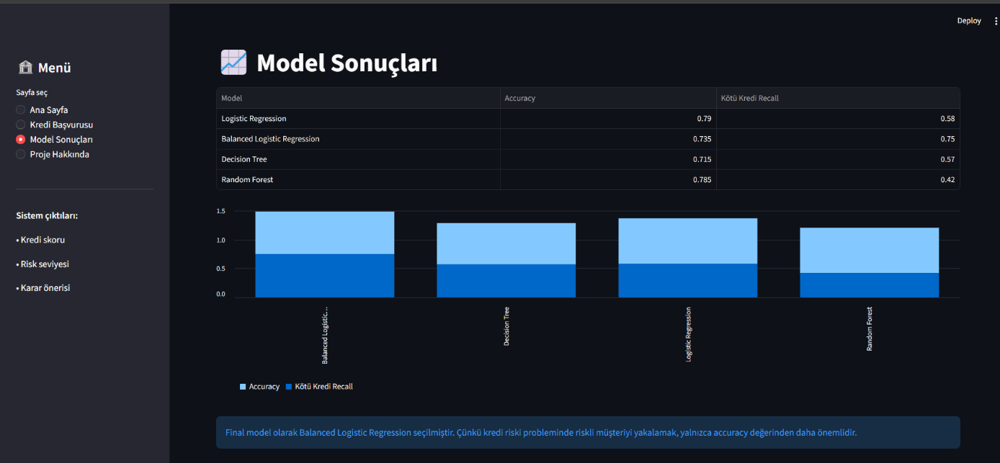 Deploy
Menü
Sayfa seç
Ana Sayfa
Kredi Başvurusu
Model Sonuçları
Proje Hakkında
Sistem çıktıları:
• Kredi skoru
• Risk seviyesi
• Karar önerisi
Model Sonuçları
Model Accuracy Kötü Kredi Recall
Logistic Regression 0.79 0.58
Balanced Logistic Regression 0.735 0.75
Decision Tree 0.715 0.57
Random Forest 0.785 0.42
1.5
1.0
0.5
0.0
Balanced Logistic...
Decision Tree
Logistic Regression
Random Forest
Accuracy Kötü Kredi Recall
Final model olarak Balanced Logistic Regression seçilmiştir. Çünkü kredi riski probleminde riskli müşteriyi yakalamak, yalnızca accuracy değerinden daha önemlidir.